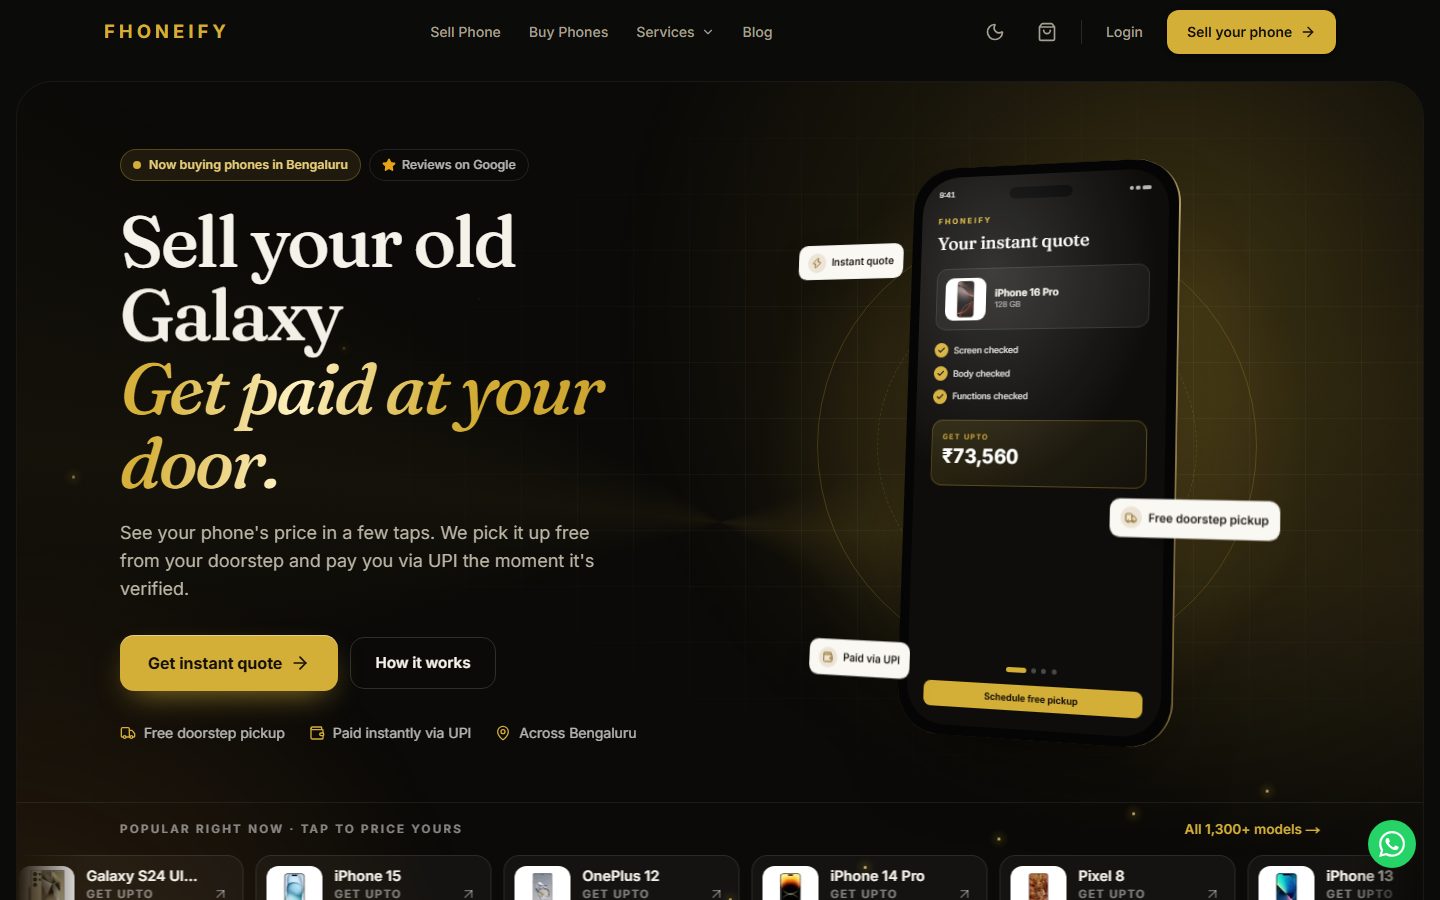 FHONEIFY
Sell Phone
Buy Phones
Services
Blog
Login
Sell your phone →
Now buying phones in Bengaluru
Reviews on Google
Sell your old
Galaxy
Get paid at your
door.
See your phone's price in a few taps. We pick it up free
from your doorstep and pay you via UPI the moment it's
verified.
Get instant quote →
How it works
Free doorstep pickup
Paid instantly via UPI
Across Bengaluru
9:41
FHONEIFY
Your instant quote
Instant quote
iPhone 16 Pro
128 GB
Screen checked
Body checked
Functions checked
GET UPTO
₹73,560
Free doorstep pickup
Paid via UPI
Schedule free pickup
POPULAR RIGHT NOW · TAP TO PRICE YOURS
All 1,300+ models →
Galaxy S24 Ul...
GET UPTO
iPhone 15
GET UPTO
OnePlus 12
GET UPTO
iPhone 14 Pro
GET UPTO
Pixel 8
GET UPTO
iPhone 13
GET UPTO